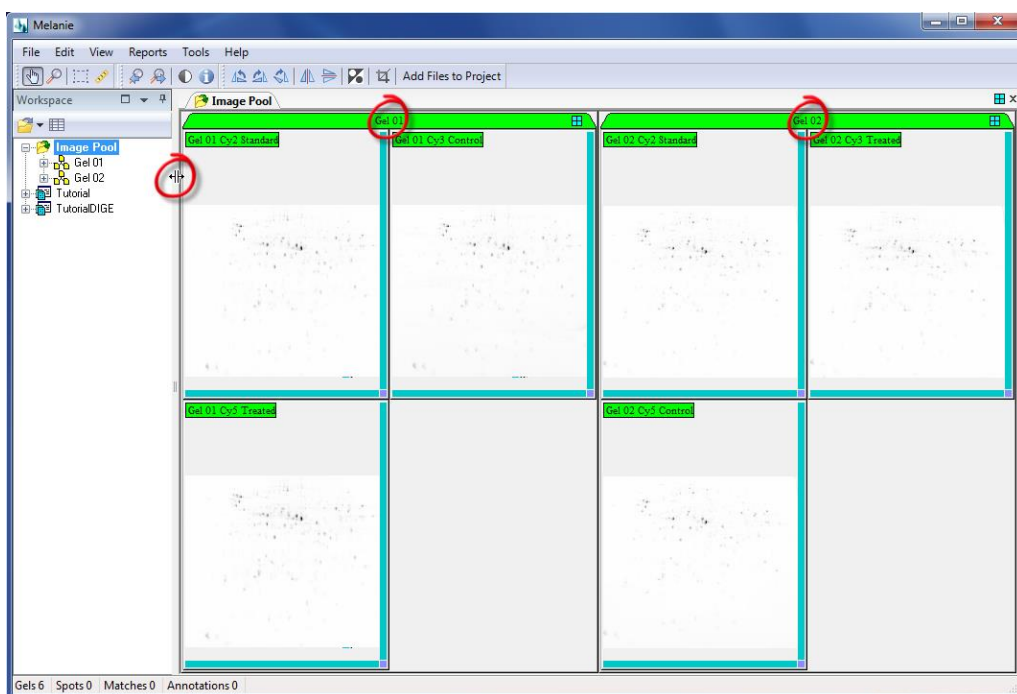 Melanie
File Edit View Reports Tools Help
Add Files to Project
Workspace
Image Pool
Image Pool
Gel 01
Gel 02
Tutorial
TutorialDIGE
Gel 01
Gel 02
Gel 01 Cy2 Standard
Gel 01 Cy3 Control
Gel 02 Cy2 Standard
Gel 02 Cy3 Treated
Gel 01 Cy5 Treated
Gel 02 Cy5 Control
Gels 6 Spots 0 Matches 0 Annotations 0